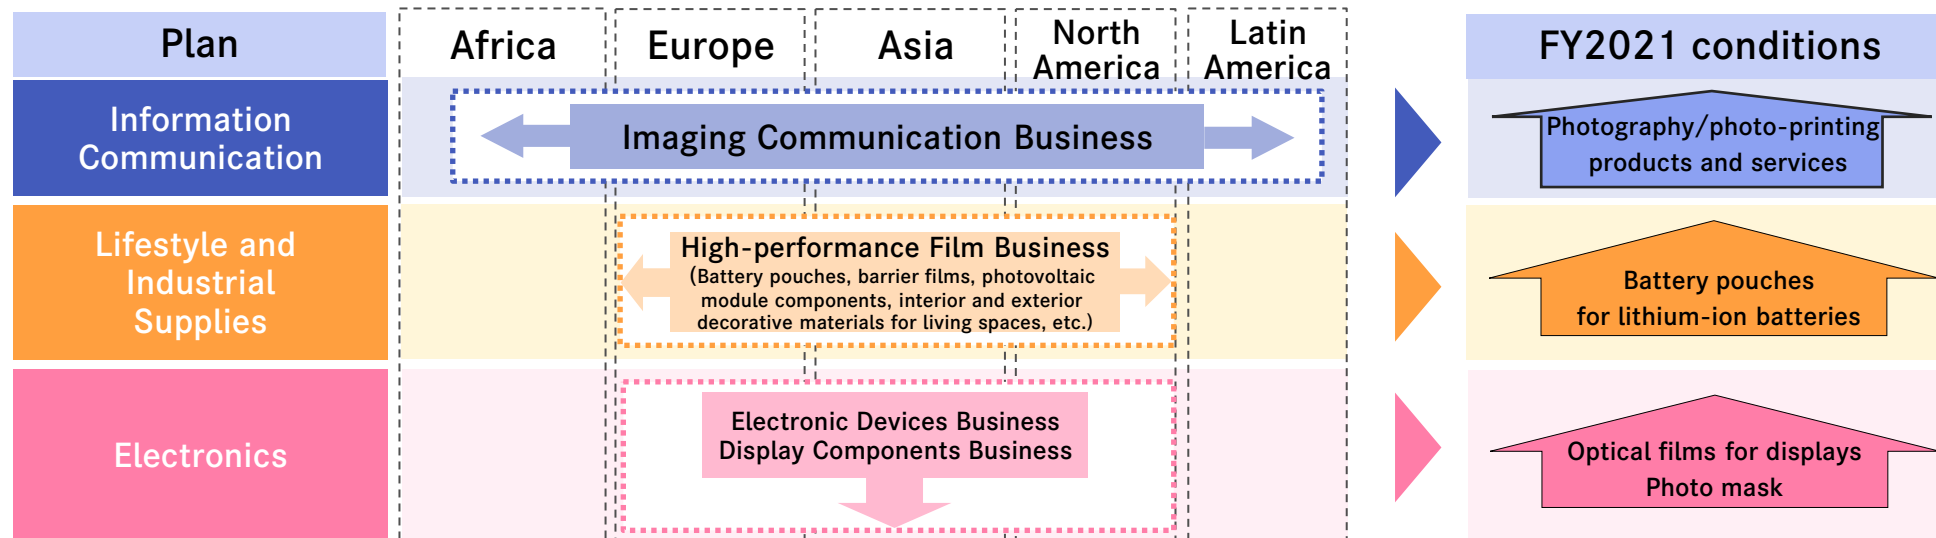 Plan
Africa
Europe
Asia
North
America
Latin
America
FY2021 conditions
Information
Communication
Imaging Communication Business
Photography/photo-printing
products and services
Lifestyle and
Industrial
Supplies
High-performance Film Business
(Battery pouches, barrier films, photovoltaic
module components, interior and exterior
decorative materials for living spaces, etc.)
Battery pouches
for lithium-ion batteries
Electronics
Electronic Devices Business
Display Components Business
Optical films for displays
Photo mask